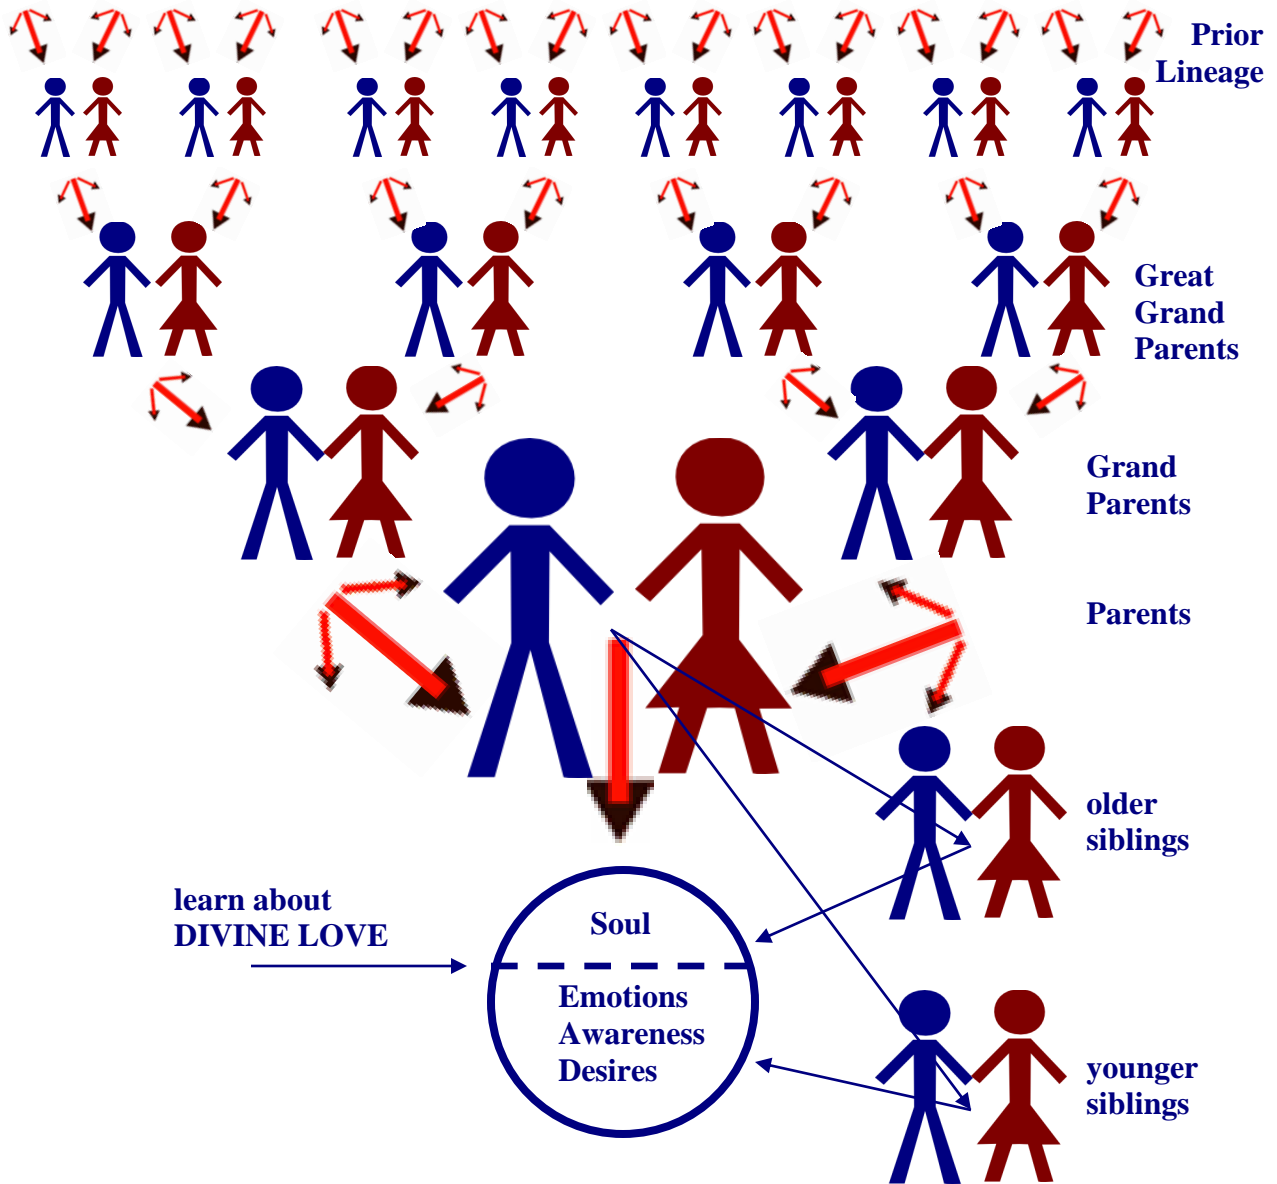 Prior
Lineage
Great
Grand
Parents
Grand
Parents
Parents
older
siblings
learn about
DIVINE LOVE
Soul
Emotions
Awareness
Desires
younger
siblings